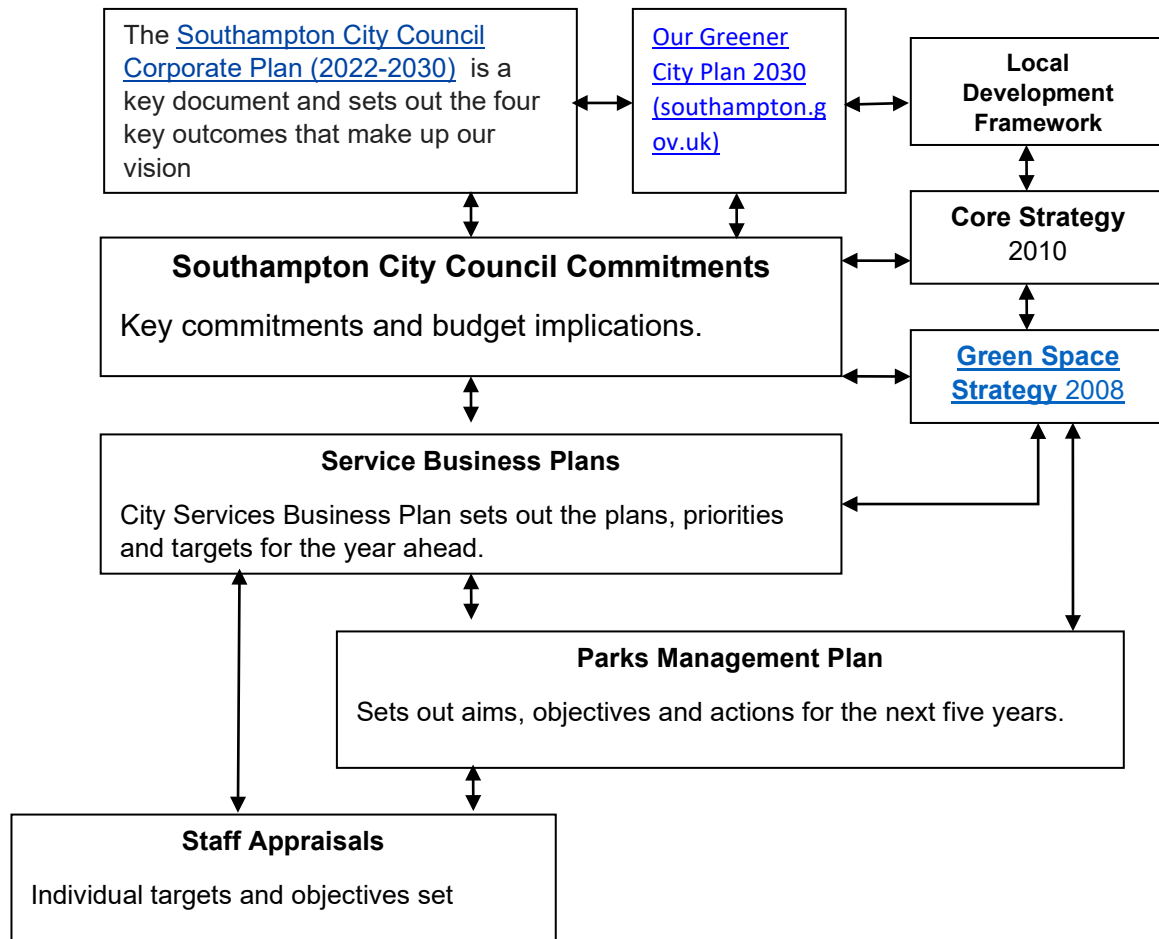 The Southampton City Council
Corporate Plan (2022-2030) is a
key document and sets out the four
key outcomes that make up our
vision
Our Greener
City Plan 2030
(southampton.g
ov.uk)
Local
Development
Framework
Core Strategy
2010
Southampton City Council Commitments
Key commitments and budget implications.
Green Space
Strategy 2008
Service Business Plans
City Services Business Plan sets out the plans, priorities
and targets for the year ahead.
Parks Management Plan
Sets out aims, objectives and actions for the next five years.
Staff Appraisals
Individual targets and objectives set